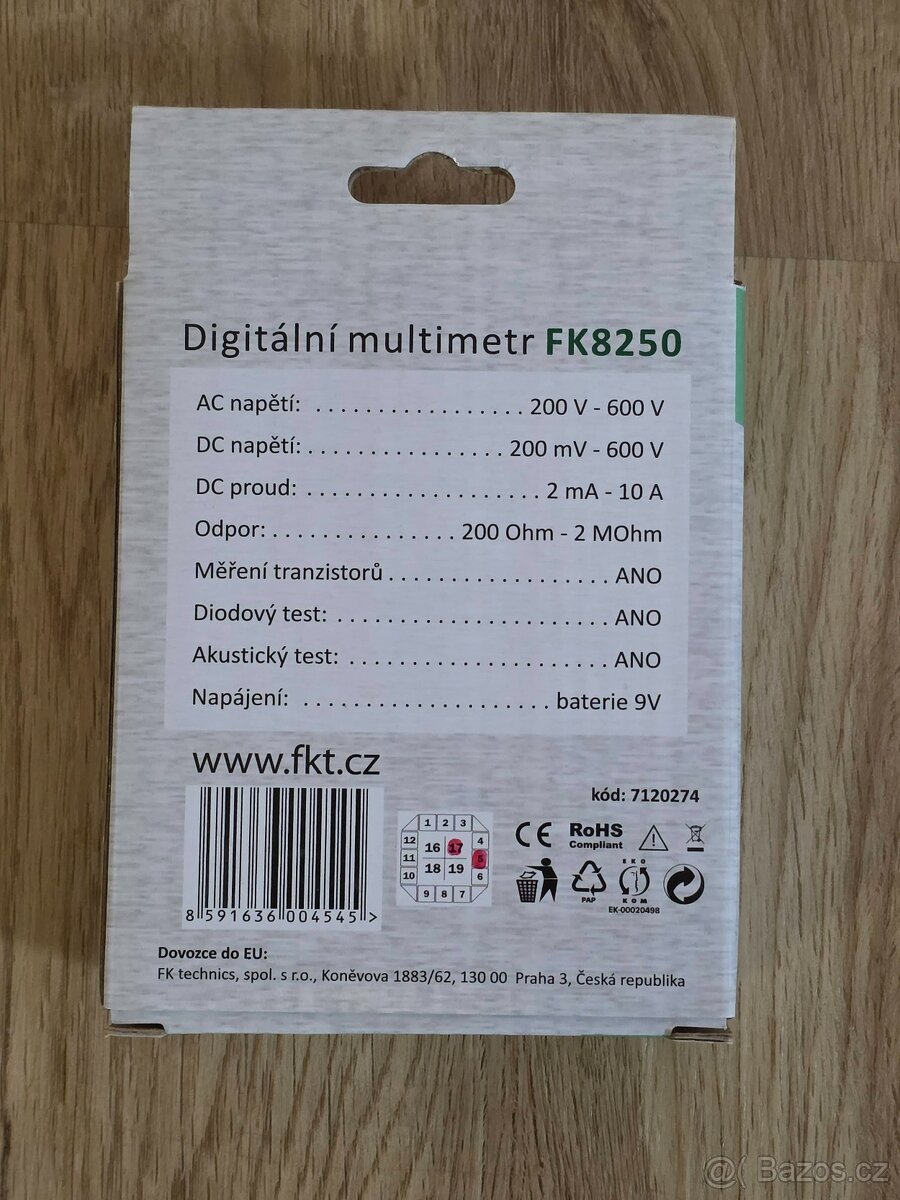 Digitální multimetr FK8250
AC napětí: . . . . . . . . . . . . . . . . . 200 V - 600 V
DC napětí: . . . . . . . . . . . . . . . . 200 mV - 600 V
DC proud: . . . . . . . . . . . . . . . . . . . 2 mA - 10 A
Odpor: . . . . . . . . . . . . . . . 200 Ohm - 2 MOhm
Měření tranzistorů . . . . . . . . . . . . . . . . . . ANO
Diodový test: . . . . . . . . . . . . . . . . . . . . . . ANO
Akustický test: . . . . . . . . . . . . . . . . . . . . . ANO
Napájení: . . . . . . . . . . . . . . . . . . . . baterie 9V
www.fkt.cz
kód: 7120274
1 2 3
12 4
16 17
11 5
18 19
10 6
9 8 7
CE
RoHS
Compliant
PAP
EKO
KOM
EK-00020498
8 591636 004545 >
Dovozce do EU:
FK technics, spol. s r.o., Koněvova 1883/62, 130 00 Praha 3, Česká republika
@( Bazos.cz